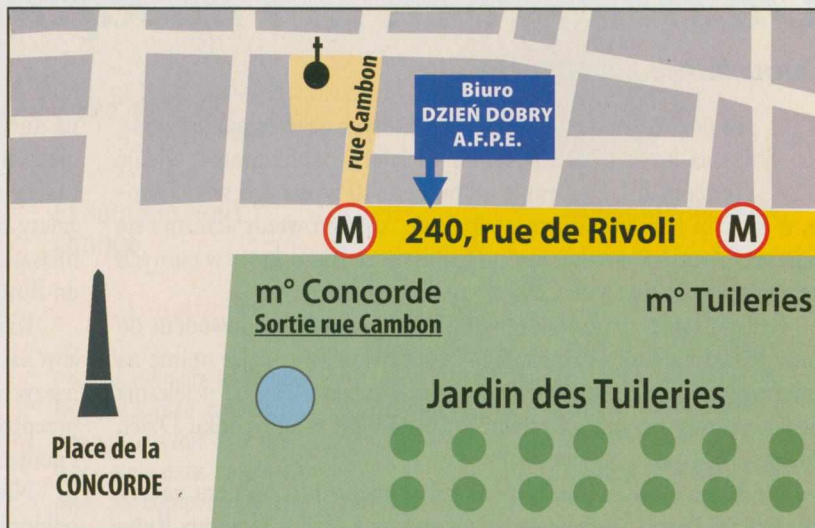 rue Cambon
Biuro
DZIEŃ DOBRY
A.F.P.E.
M
240, rue de Rivoli
M
m° Concorde
Sortie rue Cambon
m° Tuileries
Jardin des Tuileries
Place de la
CONCORDE